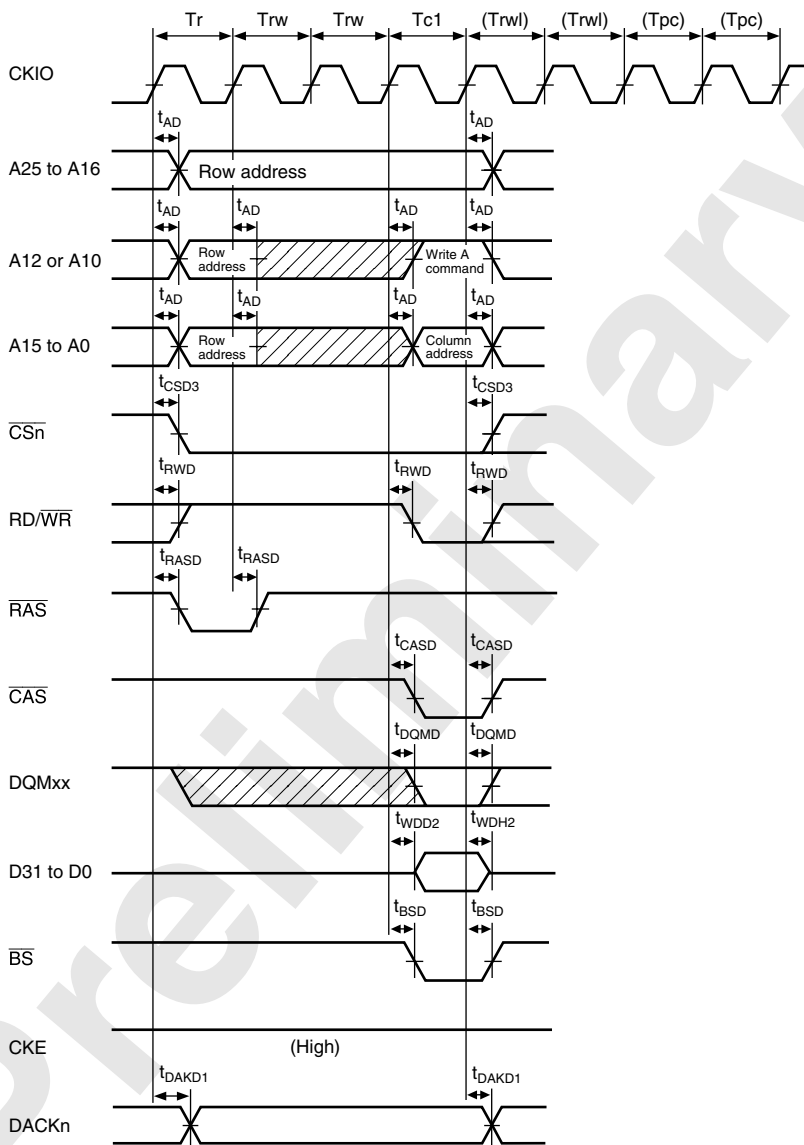 Tr Trw Trw Tc1 (Trwl) (Trwl) (Tpc) (Tpc)
CKIO
tAD tAD
A25 to A16 Row address
tAD tAD tAD tAD
A12 or A10 Row address Write A command
tAD tAD tAD tAD
A15 to A0 Row address Column address
tCSD3 tCSD3
CSn
tRWD tRWD tRWD
RD/WR
tRASD tRASD
RAS
tCASD tCASD
CAS
tDQMD tDQMD
DQMxx
tWDD2 tWDH2
D31 to D0
tBSD tBSD
BS
CKE (High)
tDAKD1 tDAKD1
DACKn
Preliminary